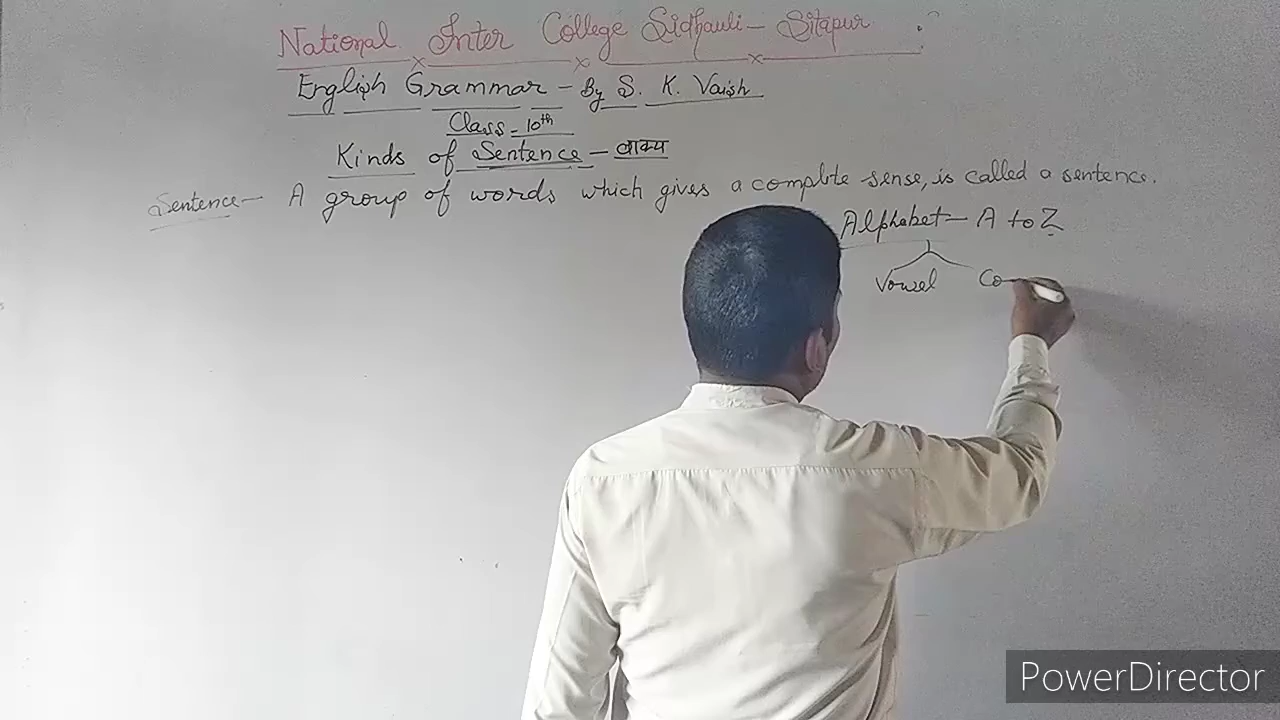 National Inter College Sidhauli - Sitapur
English Grammar - By S. K. Vaish
Class - 10th
Kinds of Sentence - वाक्य
Sentence - A group of words which gives a complete sense, is called a sentence.
Alphabet - A to Z
Vowel Co
PowerDirector